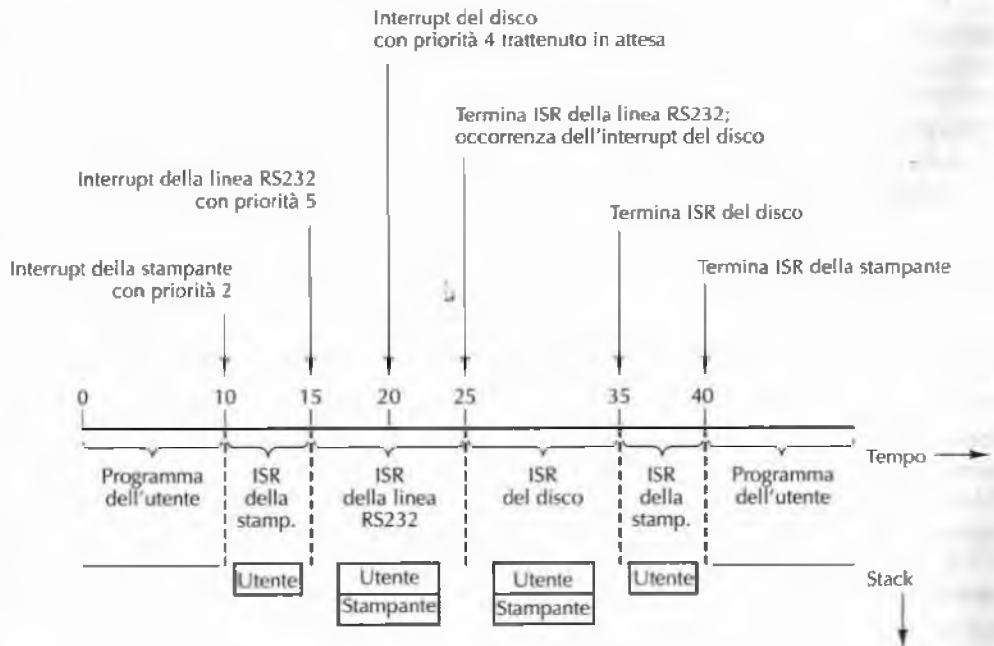 Interrupt del disco
con priorità 4 trattenuto in attesa
Termina ISR della linea RS232;
occorrenza dell'interrupt del disco
Interrupt della linea RS232
con priorità 5
Termina ISR del disco
Interrupt della stampante
con priorità 2
Termina ISR della stampante
0 10 15 20 25 35 40
Tempo
Programma
dell'utente
ISR
della
stamp.
ISR
della linea
RS232
ISR
del disco
ISR
della
stamp.
Programma
dell'utente
Utente
Utente
Stampante
Utente
Stampante
Utente
Stack